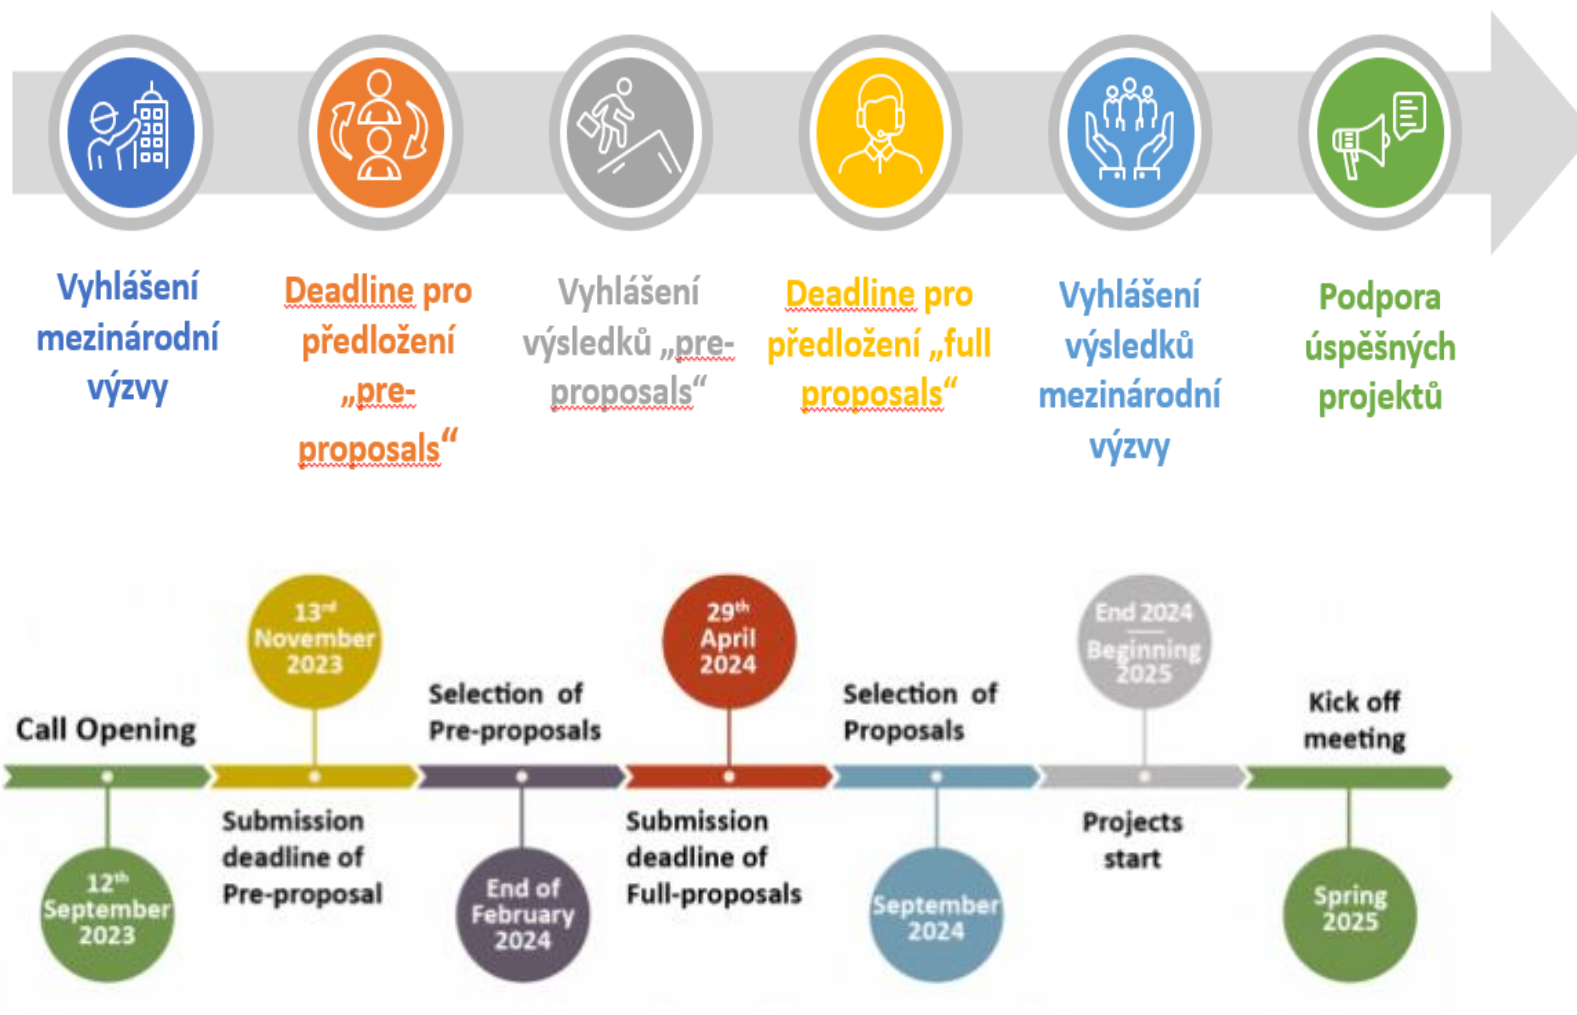 Vyhlášení
mezinárodní
výzvy
Deadline pro
předložení
„pre-
proposals“
Vyhlášení
výsledků „pre-
proposals“
Deadline pro
předložení „full
proposals“
Vyhlášení
výsledků
mezinárodní
výzvy
Podpora
úspěšných
projektů
Call Opening
12th
September
2023
13rd
November
2023
Submission
deadline of
Pre-proposal
Selection of
Pre-proposals
End of
February
2024
29th
April
2024
Submission
deadline of
Full-proposals
Selection of
Proposals
September
2024
End 2024
Beginning
2025
Projects
start
Kick off
meeting
Spring
2025